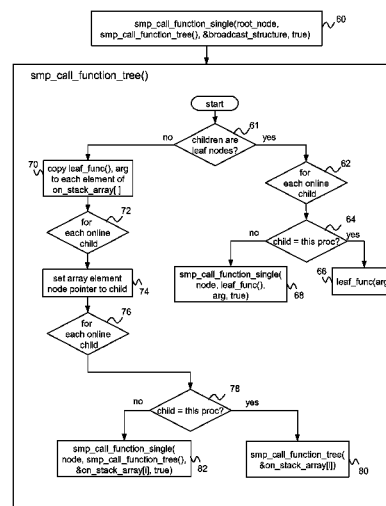 smp_call_function_single(root_node,
smp_call_function_tree(), &broadcast_structure, true)
60
smp_call_function_tree()
start
61
children are
leaf nodes?
no
yes
70
copy leaf_func(), arg
to each element of
on_stack_array[ ]
62
for
each online
child
72
for
each online
child
64
child = this proc?
no
yes
set array element
node pointer to child
74
smp_call_function_single(
node, leaf_func(),
arg, true)
68
66
leaf_func(arg
76
for
each online
child
78
child = this proc?
no
yes
smp_call_function_single(
node, smp_call_function_tree(),
&on_stack_array[i], true)
82
smp_call_function_tree(
&on_stack_array[i])
80